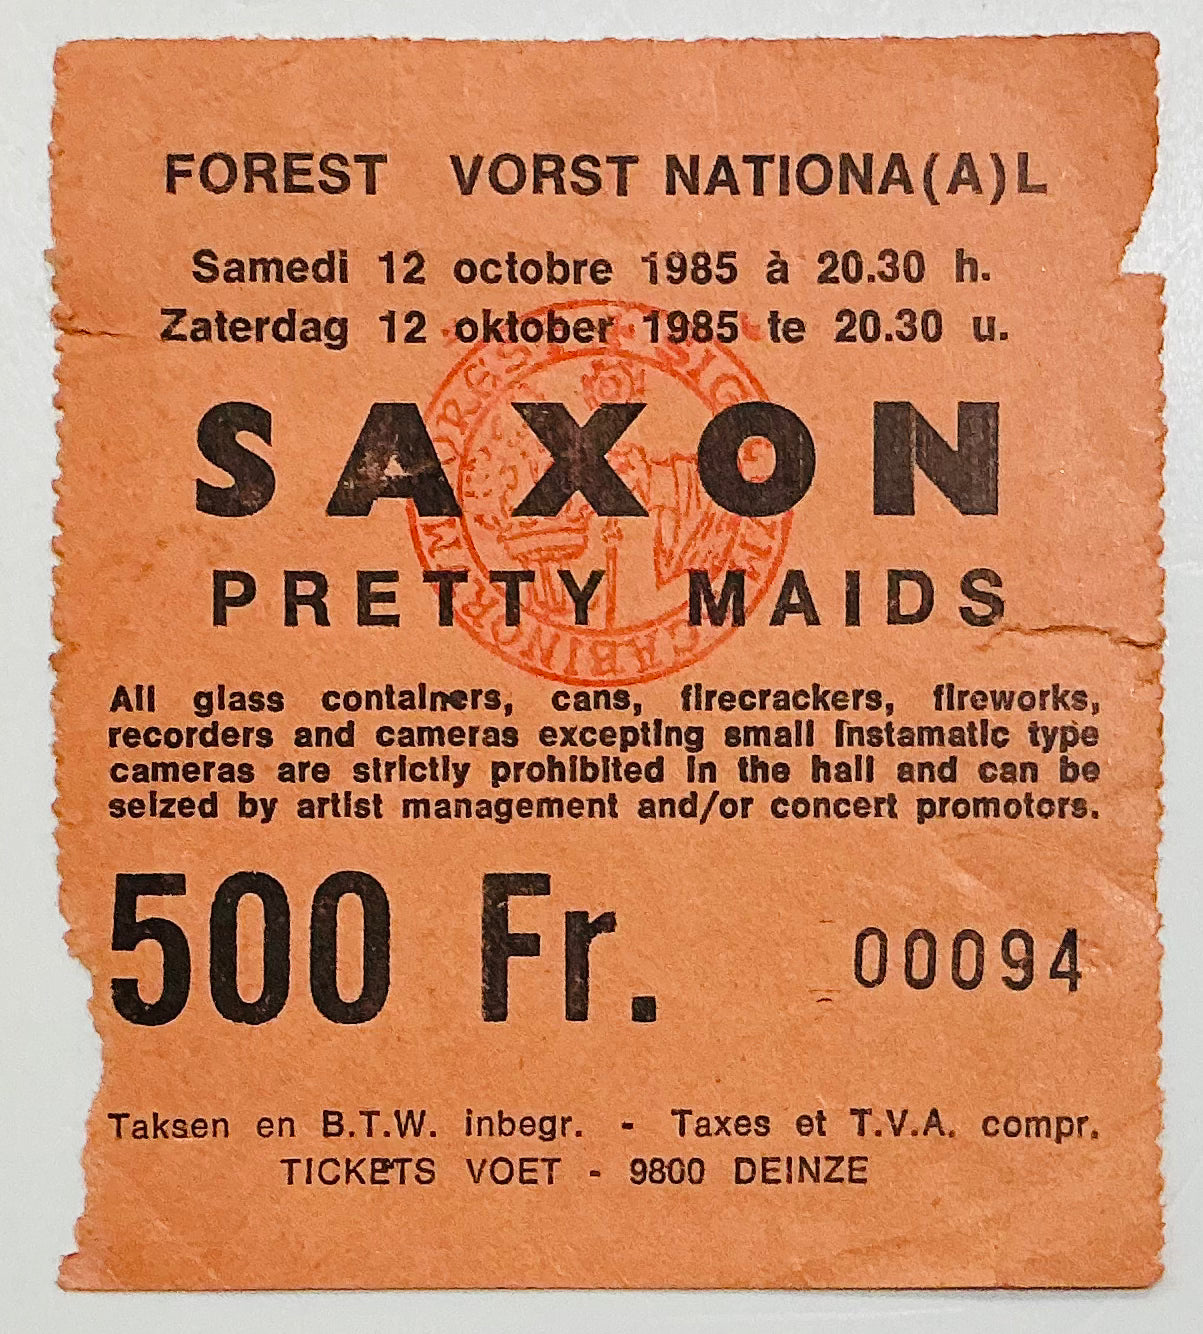 FOREST VORST NATIONA(A)L
Samedi 12 octobre 1985 à 20.30 h.
Zaterdag 12 oktober 1985 te 20.30 u.
SAXON
PRETTY MAIDS
All glass containers, cans, firecrackers, fireworks,
recorders and cameras excepting small instamatic type
cameras are strictly prohibited in the hall and can be
seized by artist management and/or concert promotors.
500 Fr.
00094
Taksen en B.T.W. inbegr. - Taxes et T.V.A. compr.
TICKETS VOET - 9800 DEINZE